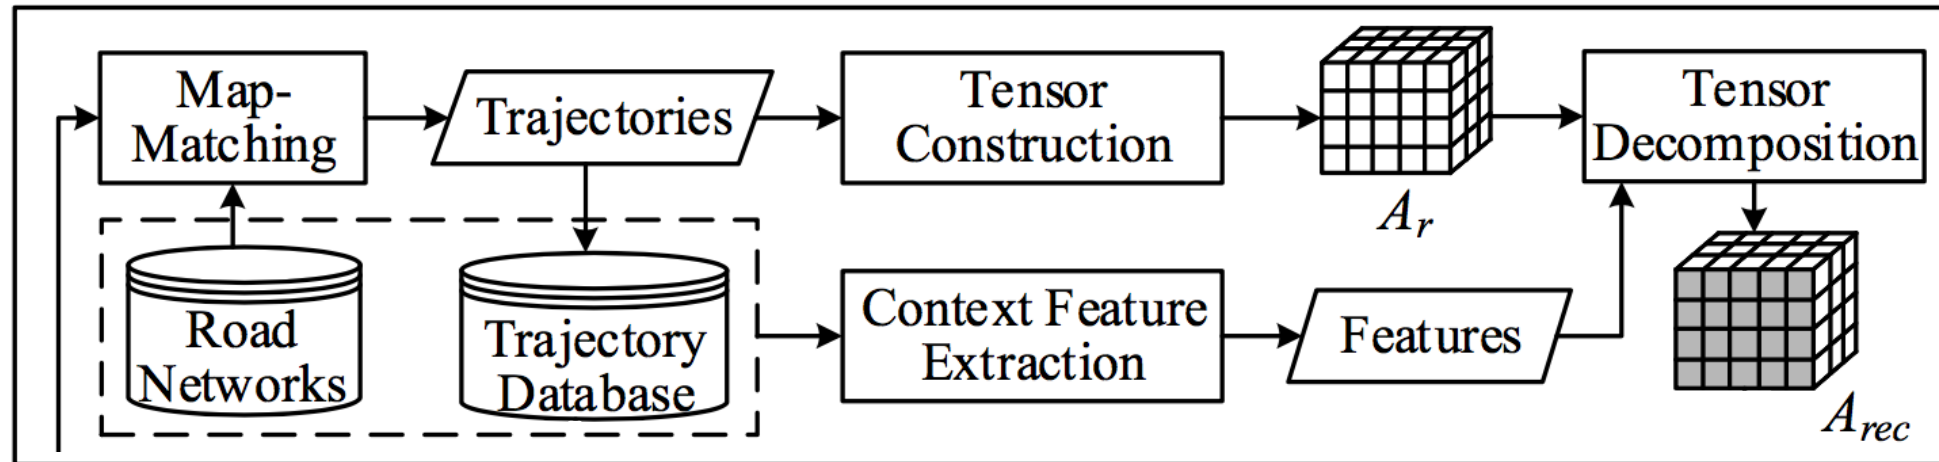 Map-
Matching
Trajectories
Tensor
Construction
A_r
Tensor
Decomposition
Road
Networks
Trajectory
Database
Context Feature
Extraction
Features
A_rec